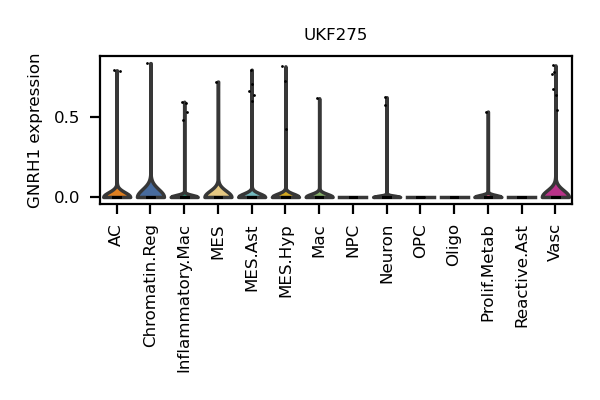 UKF275
GNRH1 expression
0.5
0.0
AC
Chromatin.Reg
Inflammatory.Mac
MES
MES.Ast
MES.Hyp
Mac
NPC
Neuron
OPC
Oligo
Prolif.Metab
Reactive.Ast
Vasc